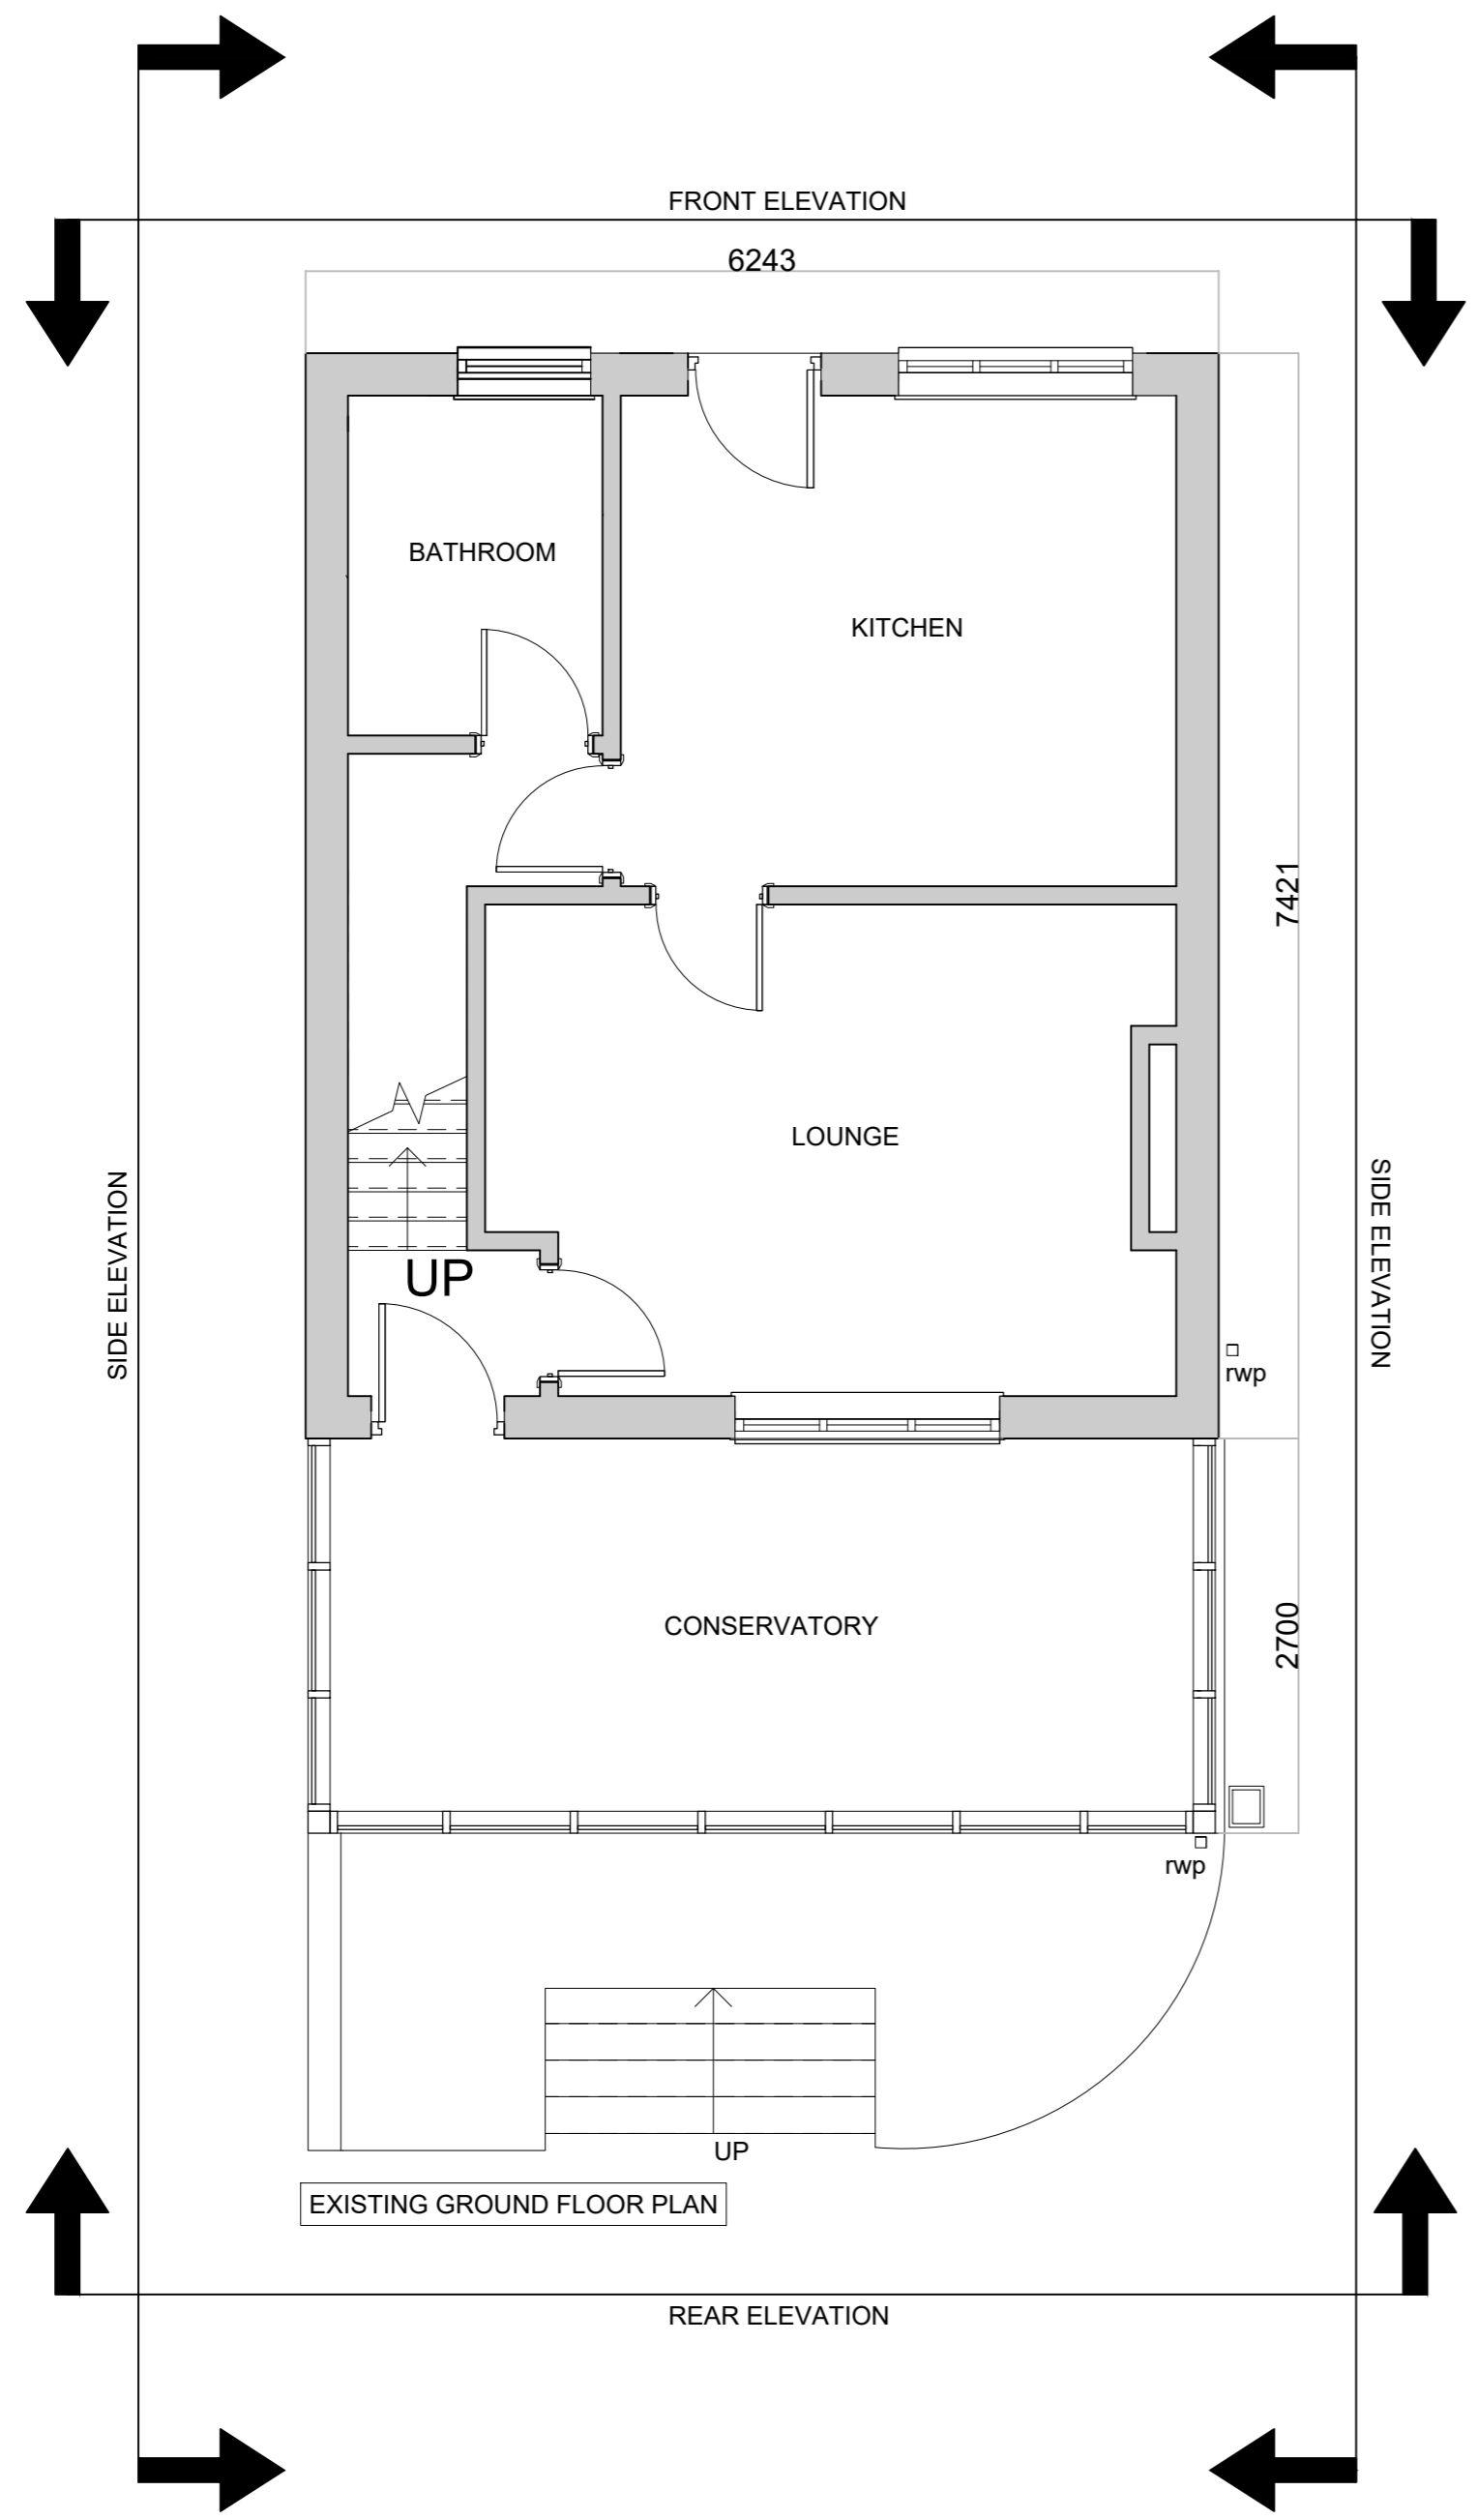 FRONT ELEVATION
6243
BATHROOM
KITCHEN
7421
LOUNGE
SIDE ELEVATION
SIDE ELEVATION
UP
rwp
CONSERVATORY
2700
rwp
UP
EXISTING GROUND FLOOR PLAN
REAR ELEVATION